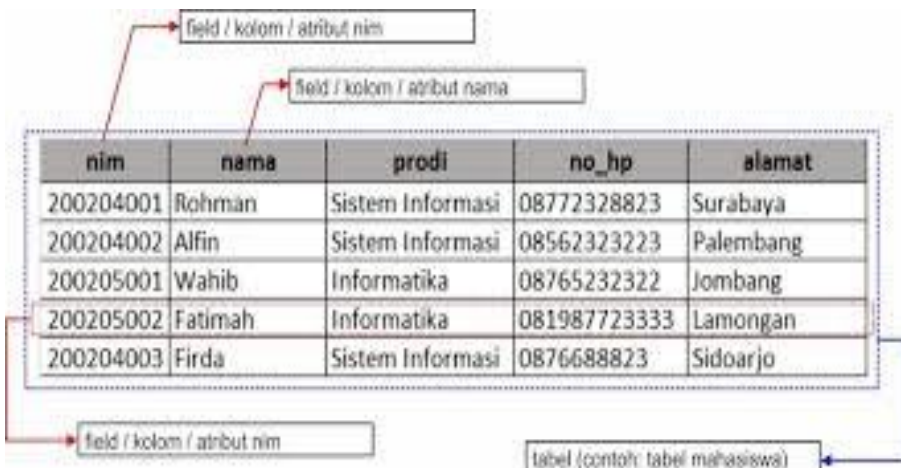 field / kolom / atribut nim
field / kolom / atribut nama
nim nama prodi no_hp alamat
200204001 Rohman Sistem Informasi 08772328823 Surabaya
200204002 Alfin Sistem Informasi 08562323223 Palembang
200205001 Wahib Informatika 08765232322 Jombang
200205002 Fatimah Informatika 081987723333 Lamongan
200204003 Firda Sistem Informasi 0876688823 Sidoarjo
field / kolom / atribut nim
tabel (contoh: tabel mahasiswa)